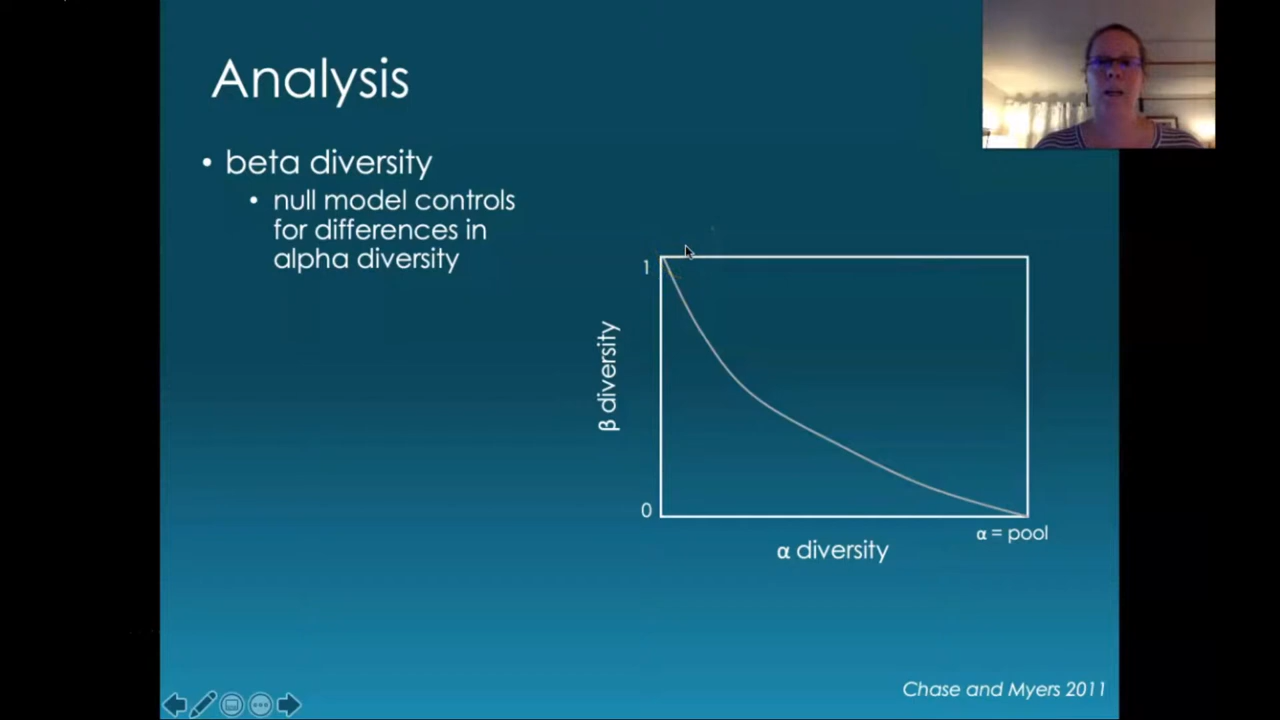 Analysis
• beta diversity
• null model controls
for differences in
alpha diversity
1
β diversity
0
α = pool
α diversity
Chase and Myers 2011